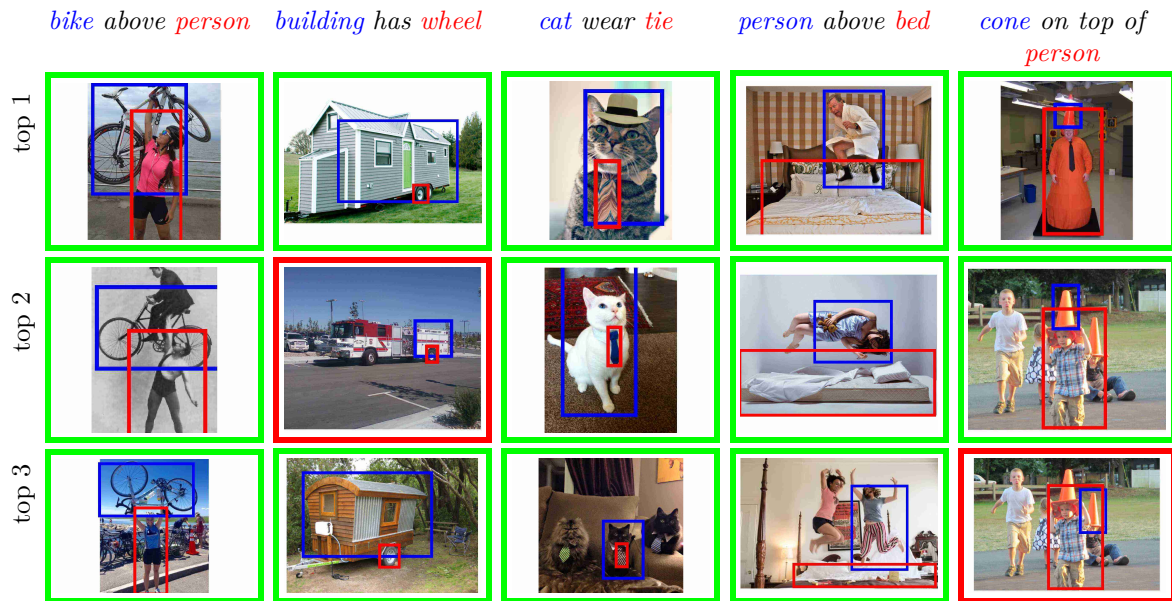 bike above person
building has wheel
cat wear tie
person above bed
cone on top of
person
top 1
top 2
top 3